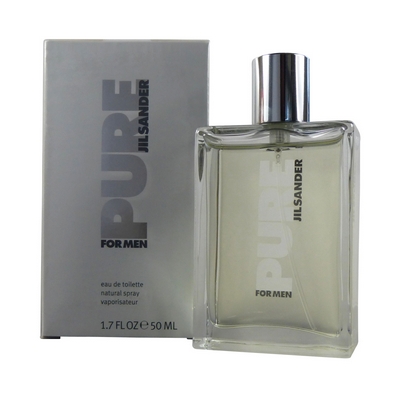 PURE
JILSANDER
FOR MEN
eau de toilette
natural spray
vaporisateur
1.7 FL OZ ℮ 50 ML
PURE
JILSANDER
FOR MEN